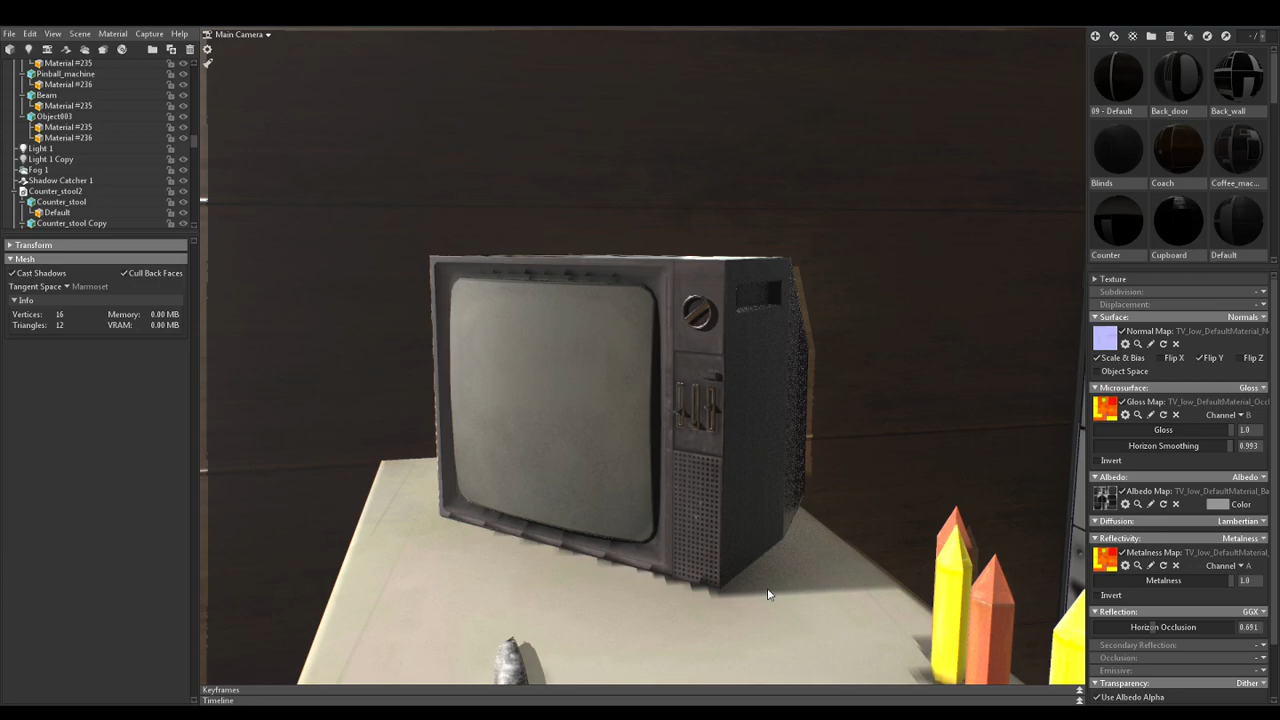 File Edit View Scene Material Capture Help
Main Camera
Material #235
Pinball_machine
Material #236
Beam
Material #235
Object003
Material #235
Material #236
Light 1
Light 1 Copy
Fog 1
Shadow Catcher 1
Counter_stool2
Counter_stool
Default
Counter_stool Copy
Transform
Mesh
Cast Shadows Cull Back Faces
Tangent Space Marmoset
Info
Vertices: 16 Memory: 0.00 MB
Triangles: 12 VRAM: 0.00 MB
Keyframes
Timeline
- /
09 - Default Back_door Back_wall
Blinds Coach Coffee_mac...
Counter Cupboard Default
Texture
Subdivision: -
Displacement: -
Surface: Normals
Normal Map: TV_low_DefaultMaterial_N
Scale & Bias Flip X Flip Y Flip Z
Object Space
Microsurface: Gloss
Gloss Map: TV_low_DefaultMaterial_Occl
Channel B
Gloss 1.0
Horizon Smoothing 0.993
Invert
Albedo: Albedo
Albedo Map: TV_low_DefaultMaterial_Ba
Color
Diffusion: Lambertian
Reflectivity: Metalness
Metalness Map: TV_low_DefaultMaterial_
Channel A
Metalness 1.0
Invert
Reflection: GGX
Horizon Occlusion 0.691
Secondary Reflection: -
Occlusion: -
Emissive: -
Transparency: Dither
Use Albedo Alpha